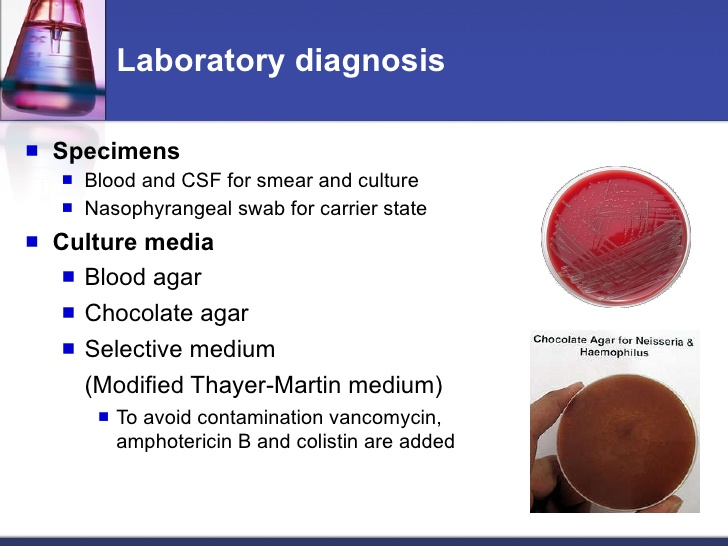 Laboratory diagnosis
Specimens
Blood and CSF for smear and culture
Nasophyrangeal swab for carrier state
Culture media
Blood agar
Chocolate agar
Selective medium
(Modified Thayer-Martin medium)
To avoid contamination vancomycin,
amphotericin B and colistin are added
Chocolate Agar for Neisseria &
Haemophilus